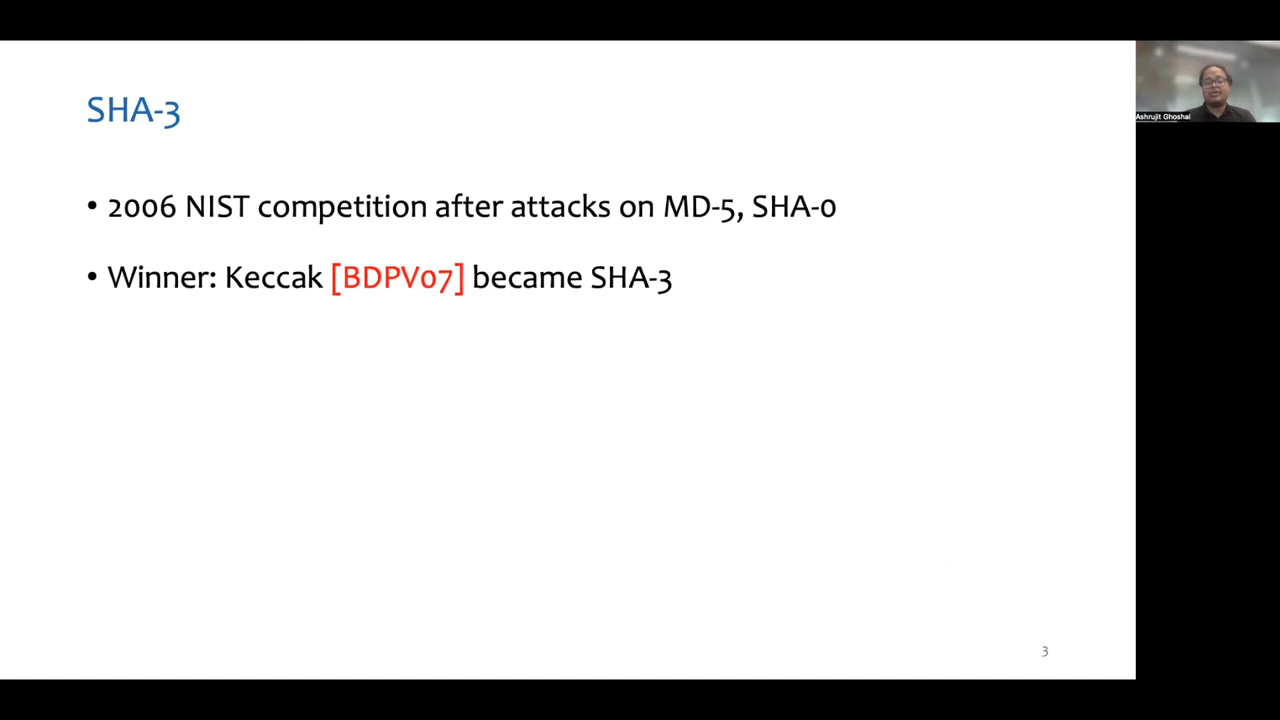 SHA-3
• 2006 NIST competition after attacks on MD-5, SHA-0
• Winner: Keccak [BDPV07] became SHA-3
3
Ashrujit Ghoshal